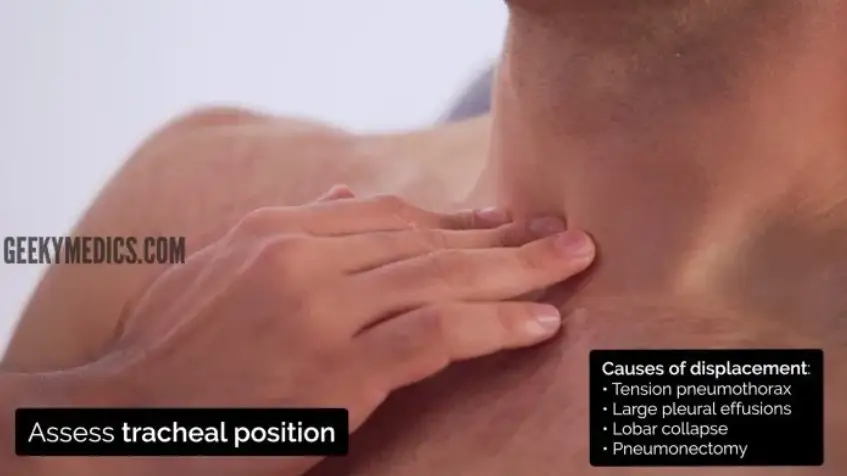 GEEKYMEDICS.COM
Causes of displacement:
• Tension pneumothorax
• Large pleural effusions
• Lobar collapse
• Pneumonectomy
Assess tracheal position